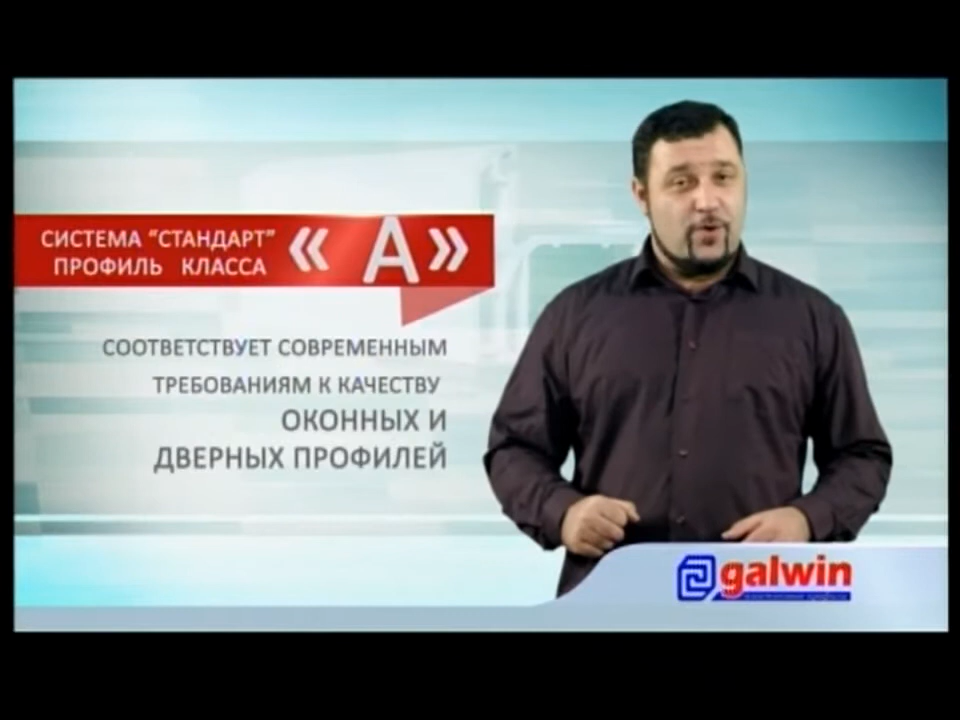 СИСТЕМА "СТАНДАРТ"
ПРОФИЛЬ КЛАССА
« А»
СООТВЕТСТВУЕТ СОВРЕМЕННЫМ
ТРЕБОВАНИЯМ К КАЧЕСТВУ
ОКОННЫХ И
ДВЕРНЫХ ПРОФИЛЕЙ
galwin